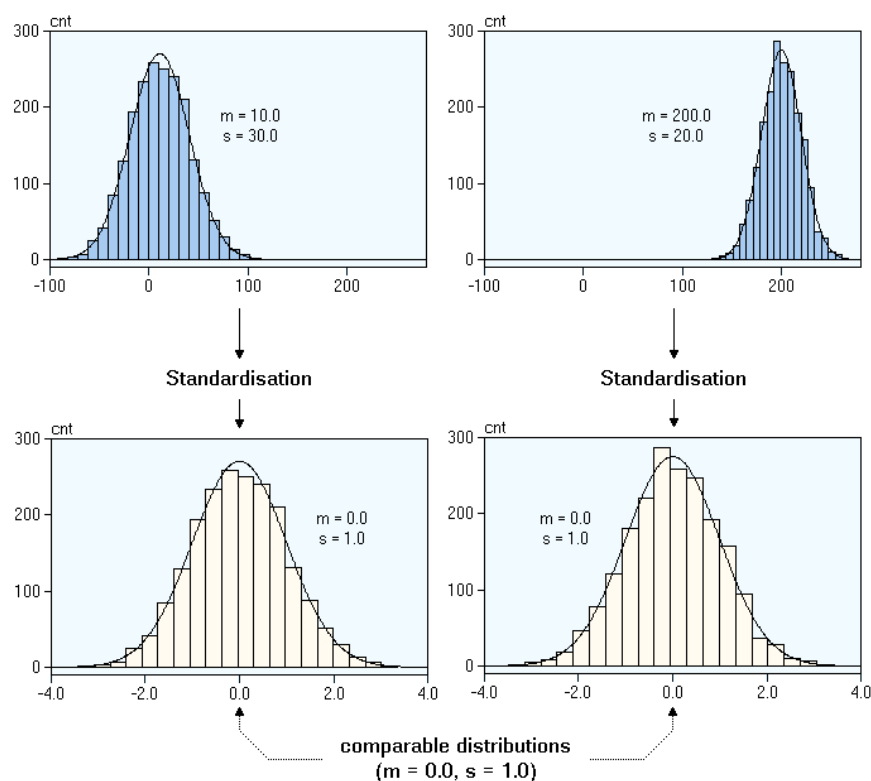 cnt
300
200
100
0
m = 10.0
s = 30.0
-100 0 100 200
cnt
300
200
100
0
m = 200.0
s = 20.0
-100 0 100 200
Standardisation
Standardisation
cnt
300
200
100
0
m = 0.0
s = 1.0
-4.0 -2.0 0.0 2.0 4.0
cnt
300
200
100
0
m = 0.0
s = 1.0
-4.0 -2.0 0.0 2.0 4.0
comparable distributions
(m = 0.0, s = 1.0)